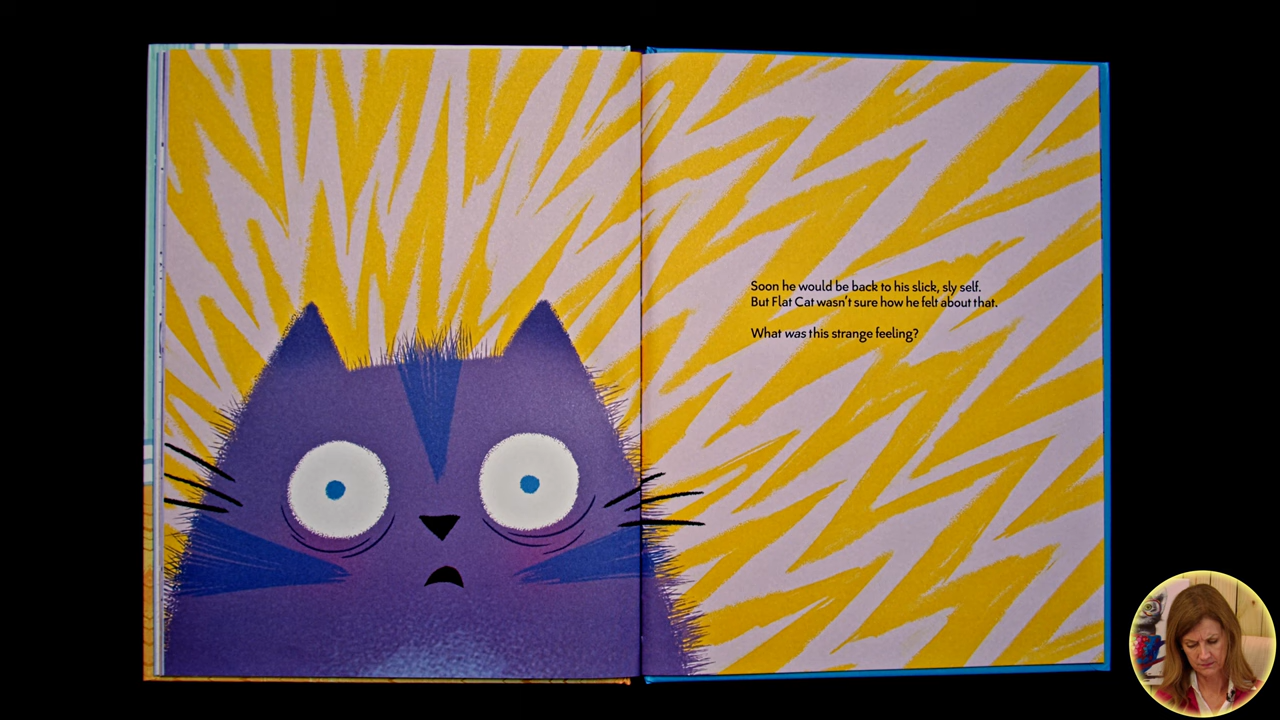 Soon he would be back to his slick, sly self.
But Flat Cat wasn't sure how he felt about that.
What was this strange feeling?